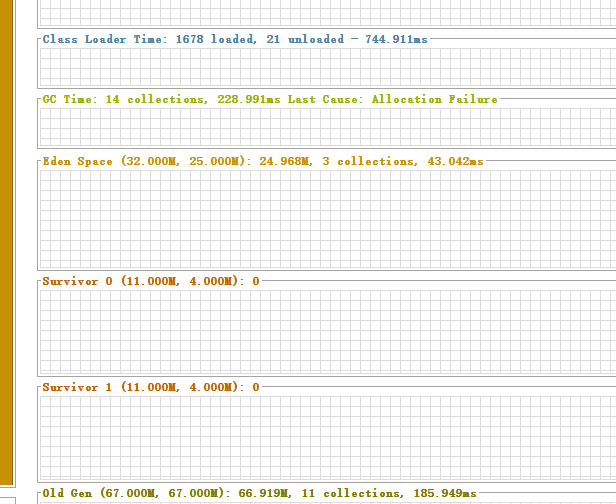 Class Loader Time: 1678 loaded, 21 unloaded - 744.911ms
GC Time: 14 collections, 228.991ms Last Cause: Allocation Failure
Eden Space (32.000M, 25.000M): 24.968M, 3 collections, 43.042ms
Survivor 0 (11.000M, 4.000M): 0
Survivor 1 (11.000M, 4.000M): 0
Old Gen (67.000M, 67.000M): 66.919M, 11 collections, 185.949ms